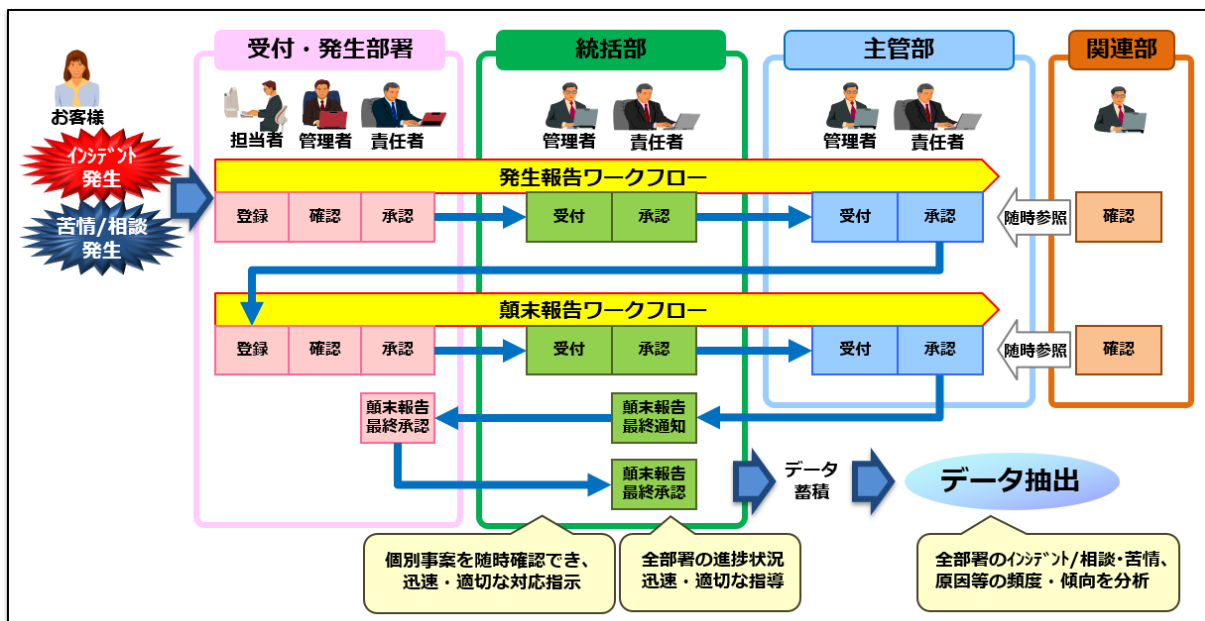 受付・発生部署
統括部
主管部
関連部
お客様
担当者
管理者
責任者
管理者
責任者
管理者
責任者
ｲﾝｼﾃﾞﾝﾄ
発生
苦情/相談
発生
発生報告ワークフロー
登録
確認
承認
受付
承認
受付
承認
随時参照
確認
顛末報告ワークフロー
登録
確認
承認
受付
承認
受付
承認
随時参照
確認
顛末報告
最終承認
顛末報告
最終通知
顛末報告
最終承認
データ
蓄積
データ抽出
個別事案を随時確認でき、
迅速・適切な対応指示
全部署の進捗状況
迅速・適切な指導
全部署のｲﾝｼﾃﾞﾝﾄ/相談・苦情、
原因等の頻度・傾向を分析